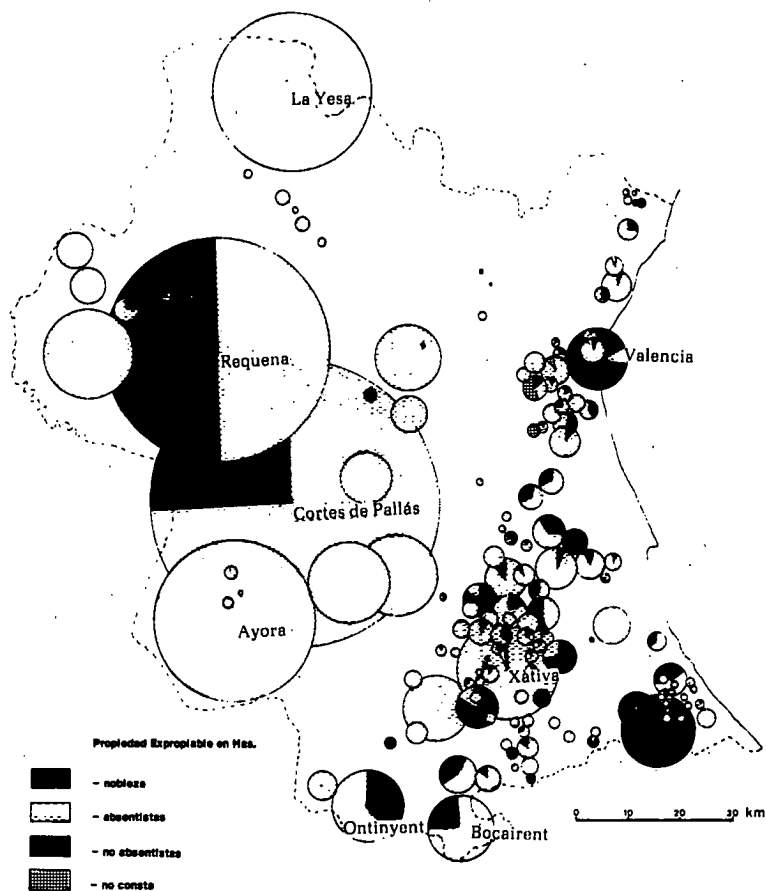 La Yesa
Requena
Valencia
Cortes de Pallás
Ayora
Xativa
Propiedad Expropiable en Has.
- nobleza
- absentistas
- no absentistas
- no consta
Ontinyent
Bocairent
0 10 20 30 km